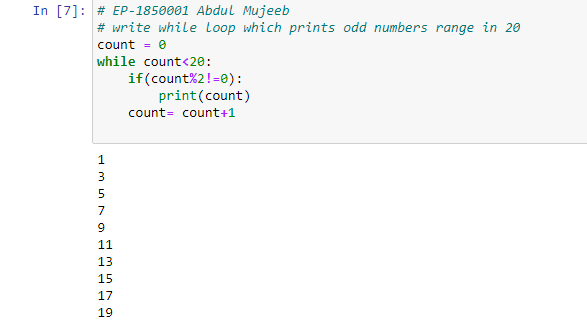 In [7]: # EP-1850001 Abdul Mujeeb
# write while loop which prints odd numbers range in 20
count = 0
while count<20:
    if(count%2!=0):
        print(count)
    count= count+1
1
3
5
7
9
11
13
15
17
19